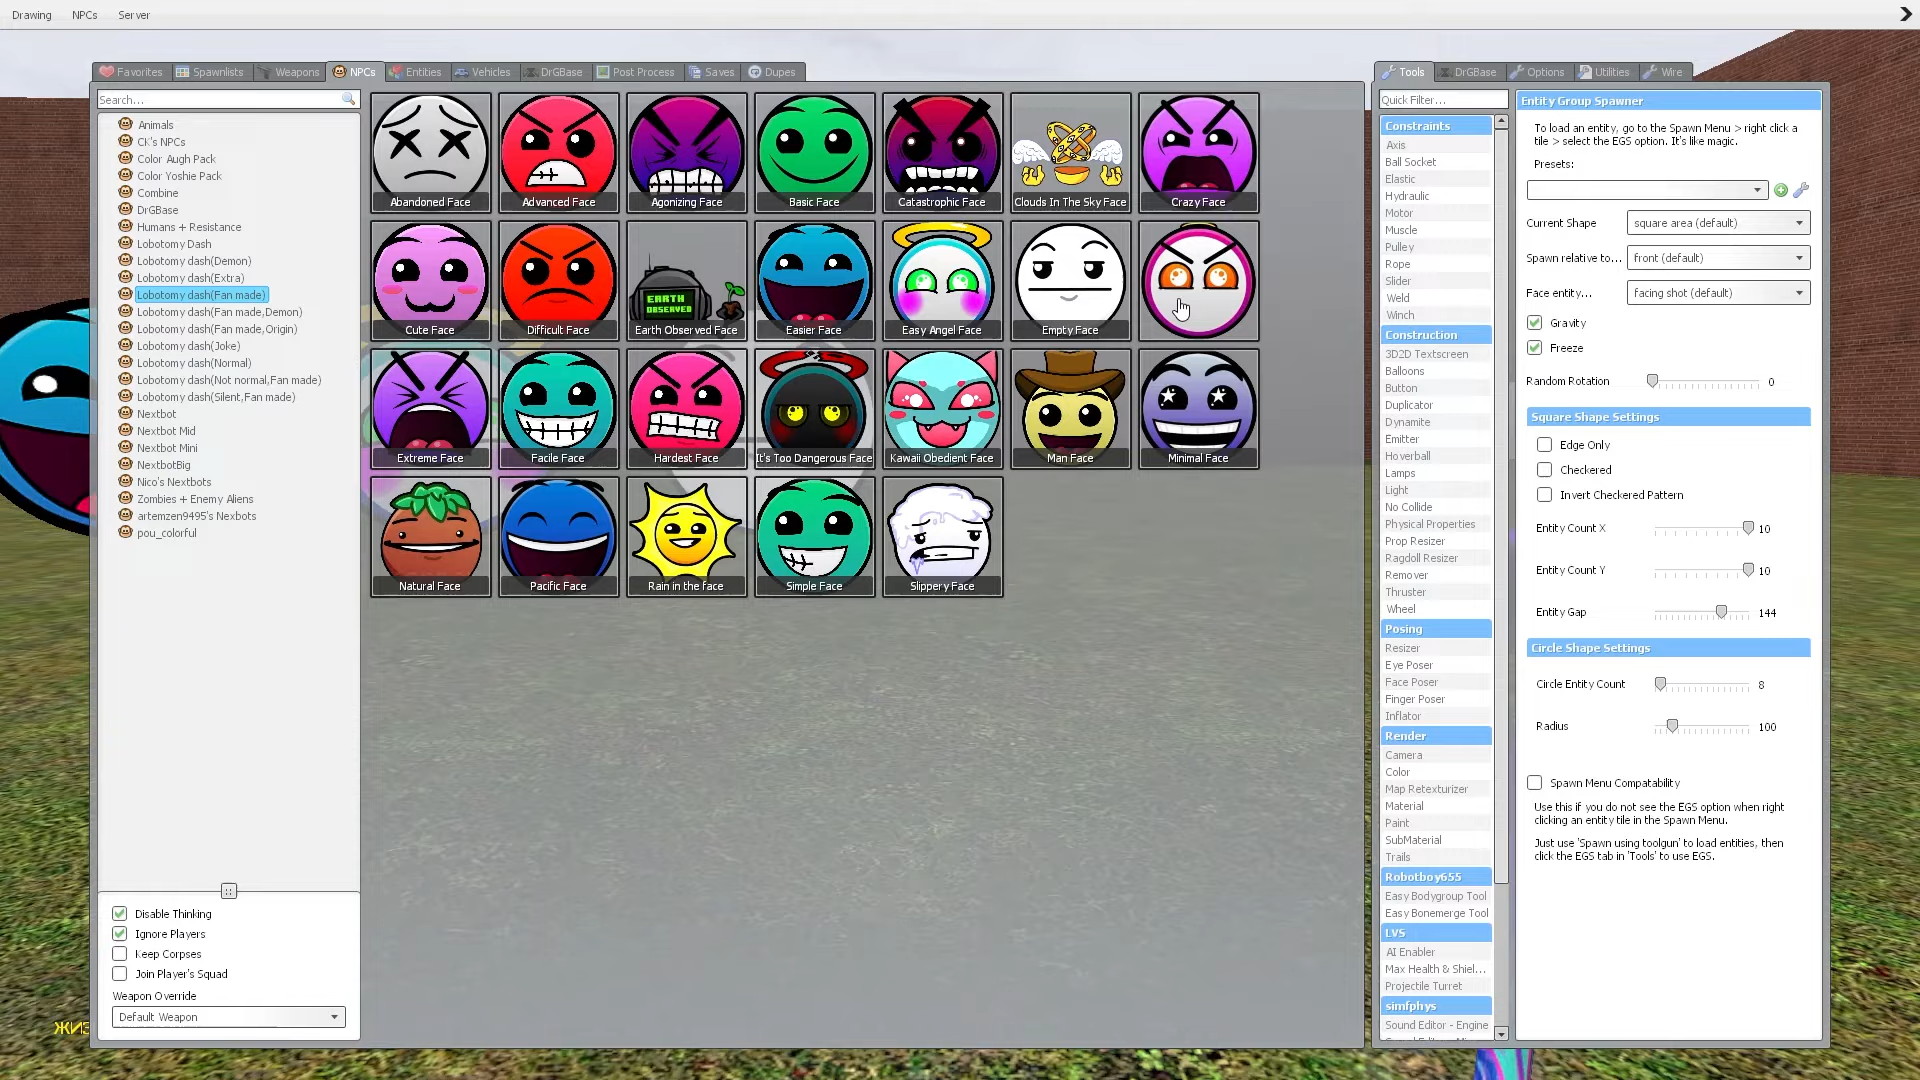 Drawing NPCs Server
Favorites Spawnlists Weapons NPCs Entities Vehicles DrGBase Post Process Saves Dupes
Search...
Animals
Ck's NPCs
Color Augh Pack
Color Yoshie Pack
Combine
DrGBase
Humans + Resistance
Lobotomy Dash
Lobotomy dash(Demon)
Lobotomy dash(Extra)
Lobotomy dash(Fan made)
Lobotomy dash(Fan made,Demon)
Lobotomy dash(Fan made,Origin)
Lobotomy dash(Joke)
Lobotomy dash(Normal)
Lobotomy dash(Not normal,Fan made)
Lobotomy dash(Silent,Fan made)
Nextbot
Nextbot Mid
Nextbot Mini
NextbotBig
Nico's Nextbots
Zombies + Enemy Aliens
artemzen9495's Nexbots
pou_colorful
Disable Thinking
Ignore Players
Keep Corpses
Join Player's Squad
Weapon Override
Default Weapon
ЖИЗ
Abandoned Face Advanced Face Agonizing Face Basic Face Catastrophic Face Clouds In The Sky Face Crazy Face
EARTH
OBSERVED
Cute Face Difficult Face Earth Observed Face Easier Face Easy Angel Face Empty Face
Extreme Face Facile Face Hardest Face It's Too Dangerous Face Kawaii Obedient Face Man Face Minimal Face
Natural Face Pacific Face Rain in the face Simple Face Slippery Face
Tools DrGBase Options Utilities Wire
Quick Filter...
Constraints
Axis
Ball Socket
Elastic
Hydraulic
Motor
Muscle
Pulley
Rope
Slider
Weld
Winch
Construction
3D2D Textscreen
Balloons
Button
Duplicator
Dynamite
Emitter
Hoverball
Lamps
Light
No Collide
Physical Properties
Prop Resizer
Ragdoll Resizer
Remover
Thruster
Wheel
Posing
Resizer
Eye Poser
Face Poser
Finger Poser
Inflator
Render
Camera
Color
Map Retexturizer
Material
Paint
SubMaterial
Trails
Robotboy655
Easy Bodygroup Tool
Easy Bonemerge Tool
LVS
AI Enabler
Max Health & Shiel...
Projectile Turret
simfphys
Sound Editor - Engine
Entity Group Spawner
To load an entity, go to the Spawn Menu > right click a
tile > select the EGS option. It's like magic.
Presets:
Current Shape square area (default)
Spawn relative to... front (default)
Face entity... facing shot (default)
Gravity
Freeze
Random Rotation 0
Square Shape Settings
Edge Only
Checkered
Invert Checkered Pattern
Entity Count X 10
Entity Count Y 10
Entity Gap 144
Circle Shape Settings
Circle Entity Count 8
Radius 100
Spawn Menu Compatability
Use this if you do not see the EGS option when right
clicking an entity tile in the Spawn Menu.
Just use 'Spawn using toolgun' to load entities, then
click the EGS tab in 'Tools' to use EGS.